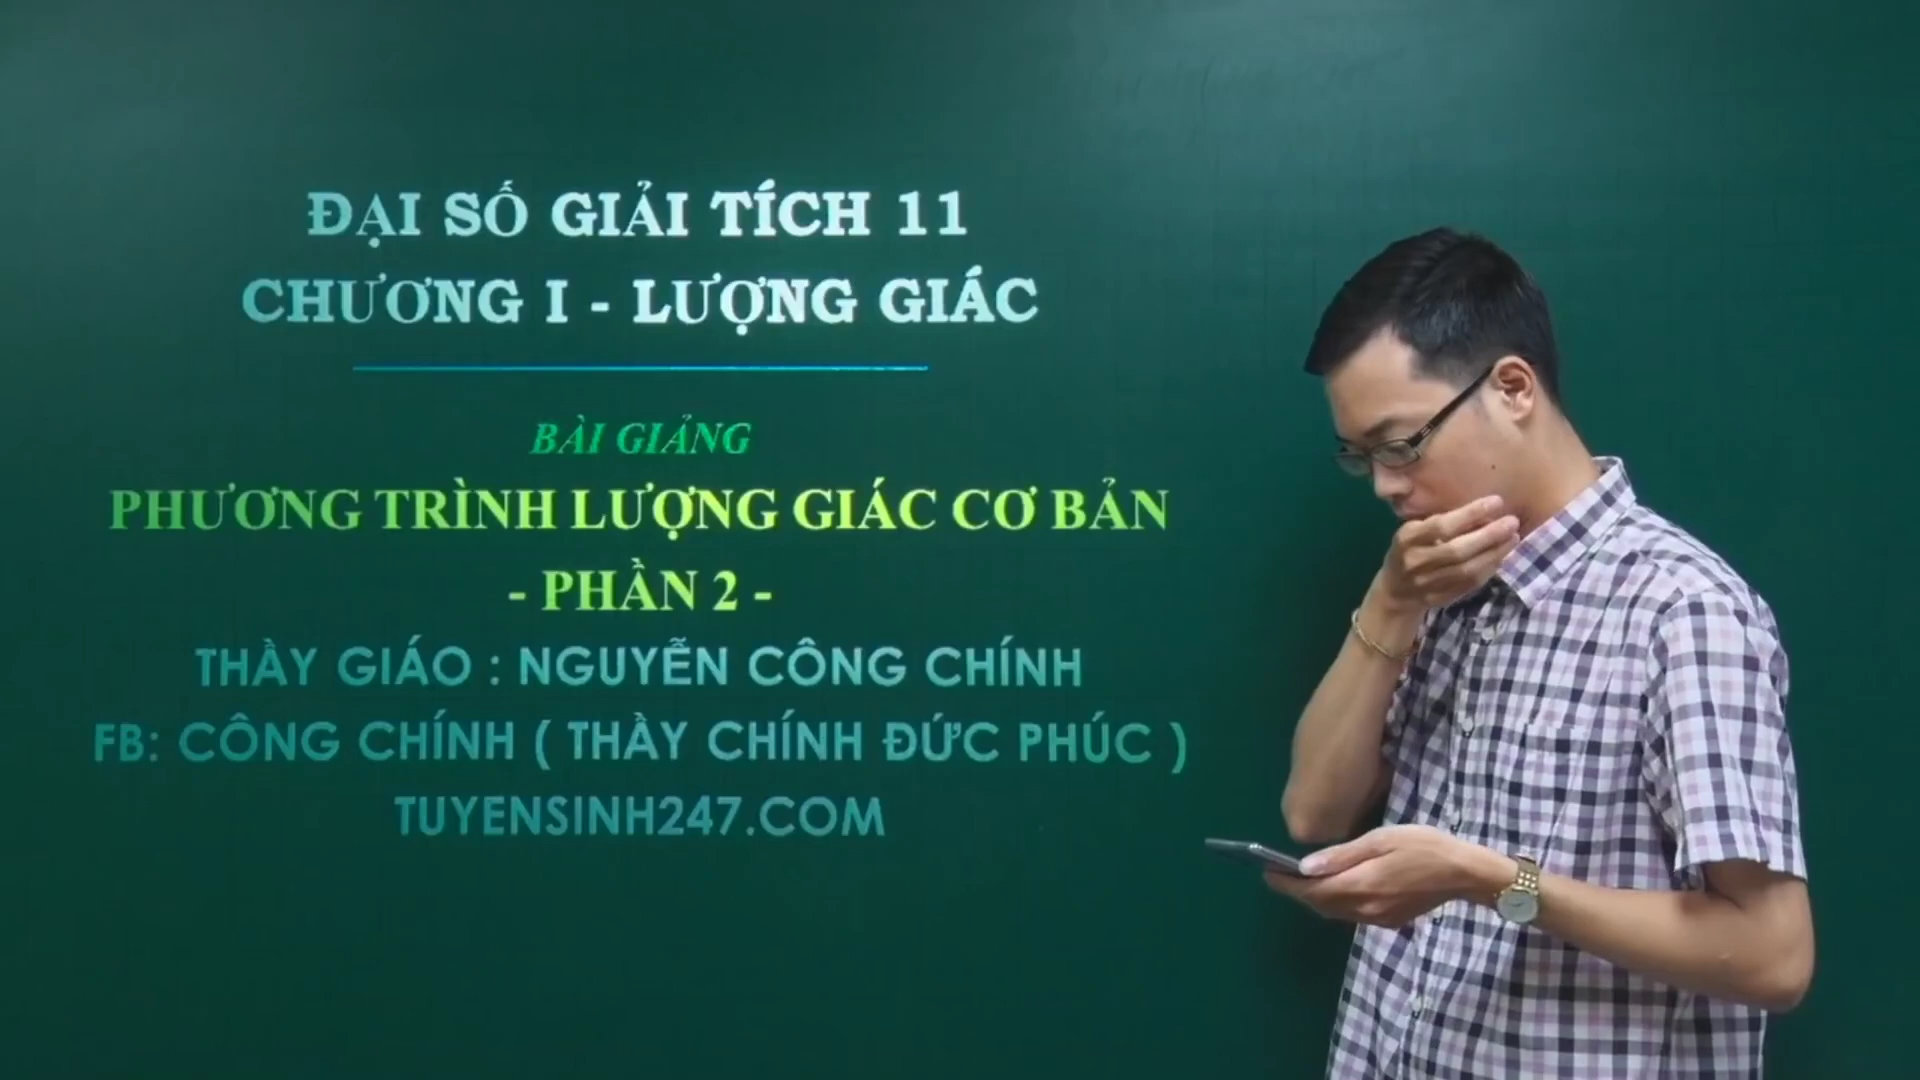 ĐẠI SỐ GIẢI TÍCH 11
CHƯƠNG I - LƯỢNG GIÁC
BÀI GIẢNG
PHƯƠNG TRÌNH LƯỢNG GIÁC CƠ BẢN
- PHẦN 2 -
THẦY GIÁO : NGUYỄN CÔNG CHÍNH
FB: CÔNG CHÍNH ( THẦY CHÍNH ĐỨC PHÚC )
TUYENSINH247.COM